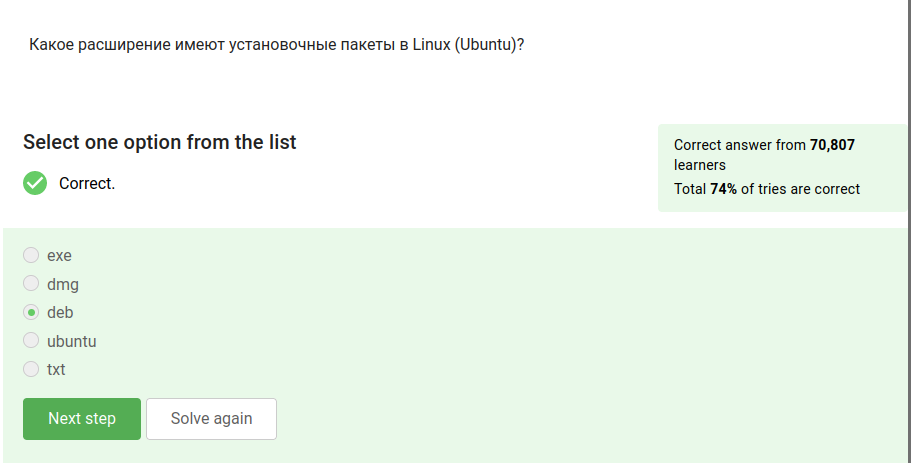 Какое расширение имеют установочные пакеты в Linux (Ubuntu)?
Select one option from the list
Correct.
Correct answer from 70,807
learners
Total 74% of tries are correct
exe
dmg
deb
ubuntu
txt
Next step
Solve again